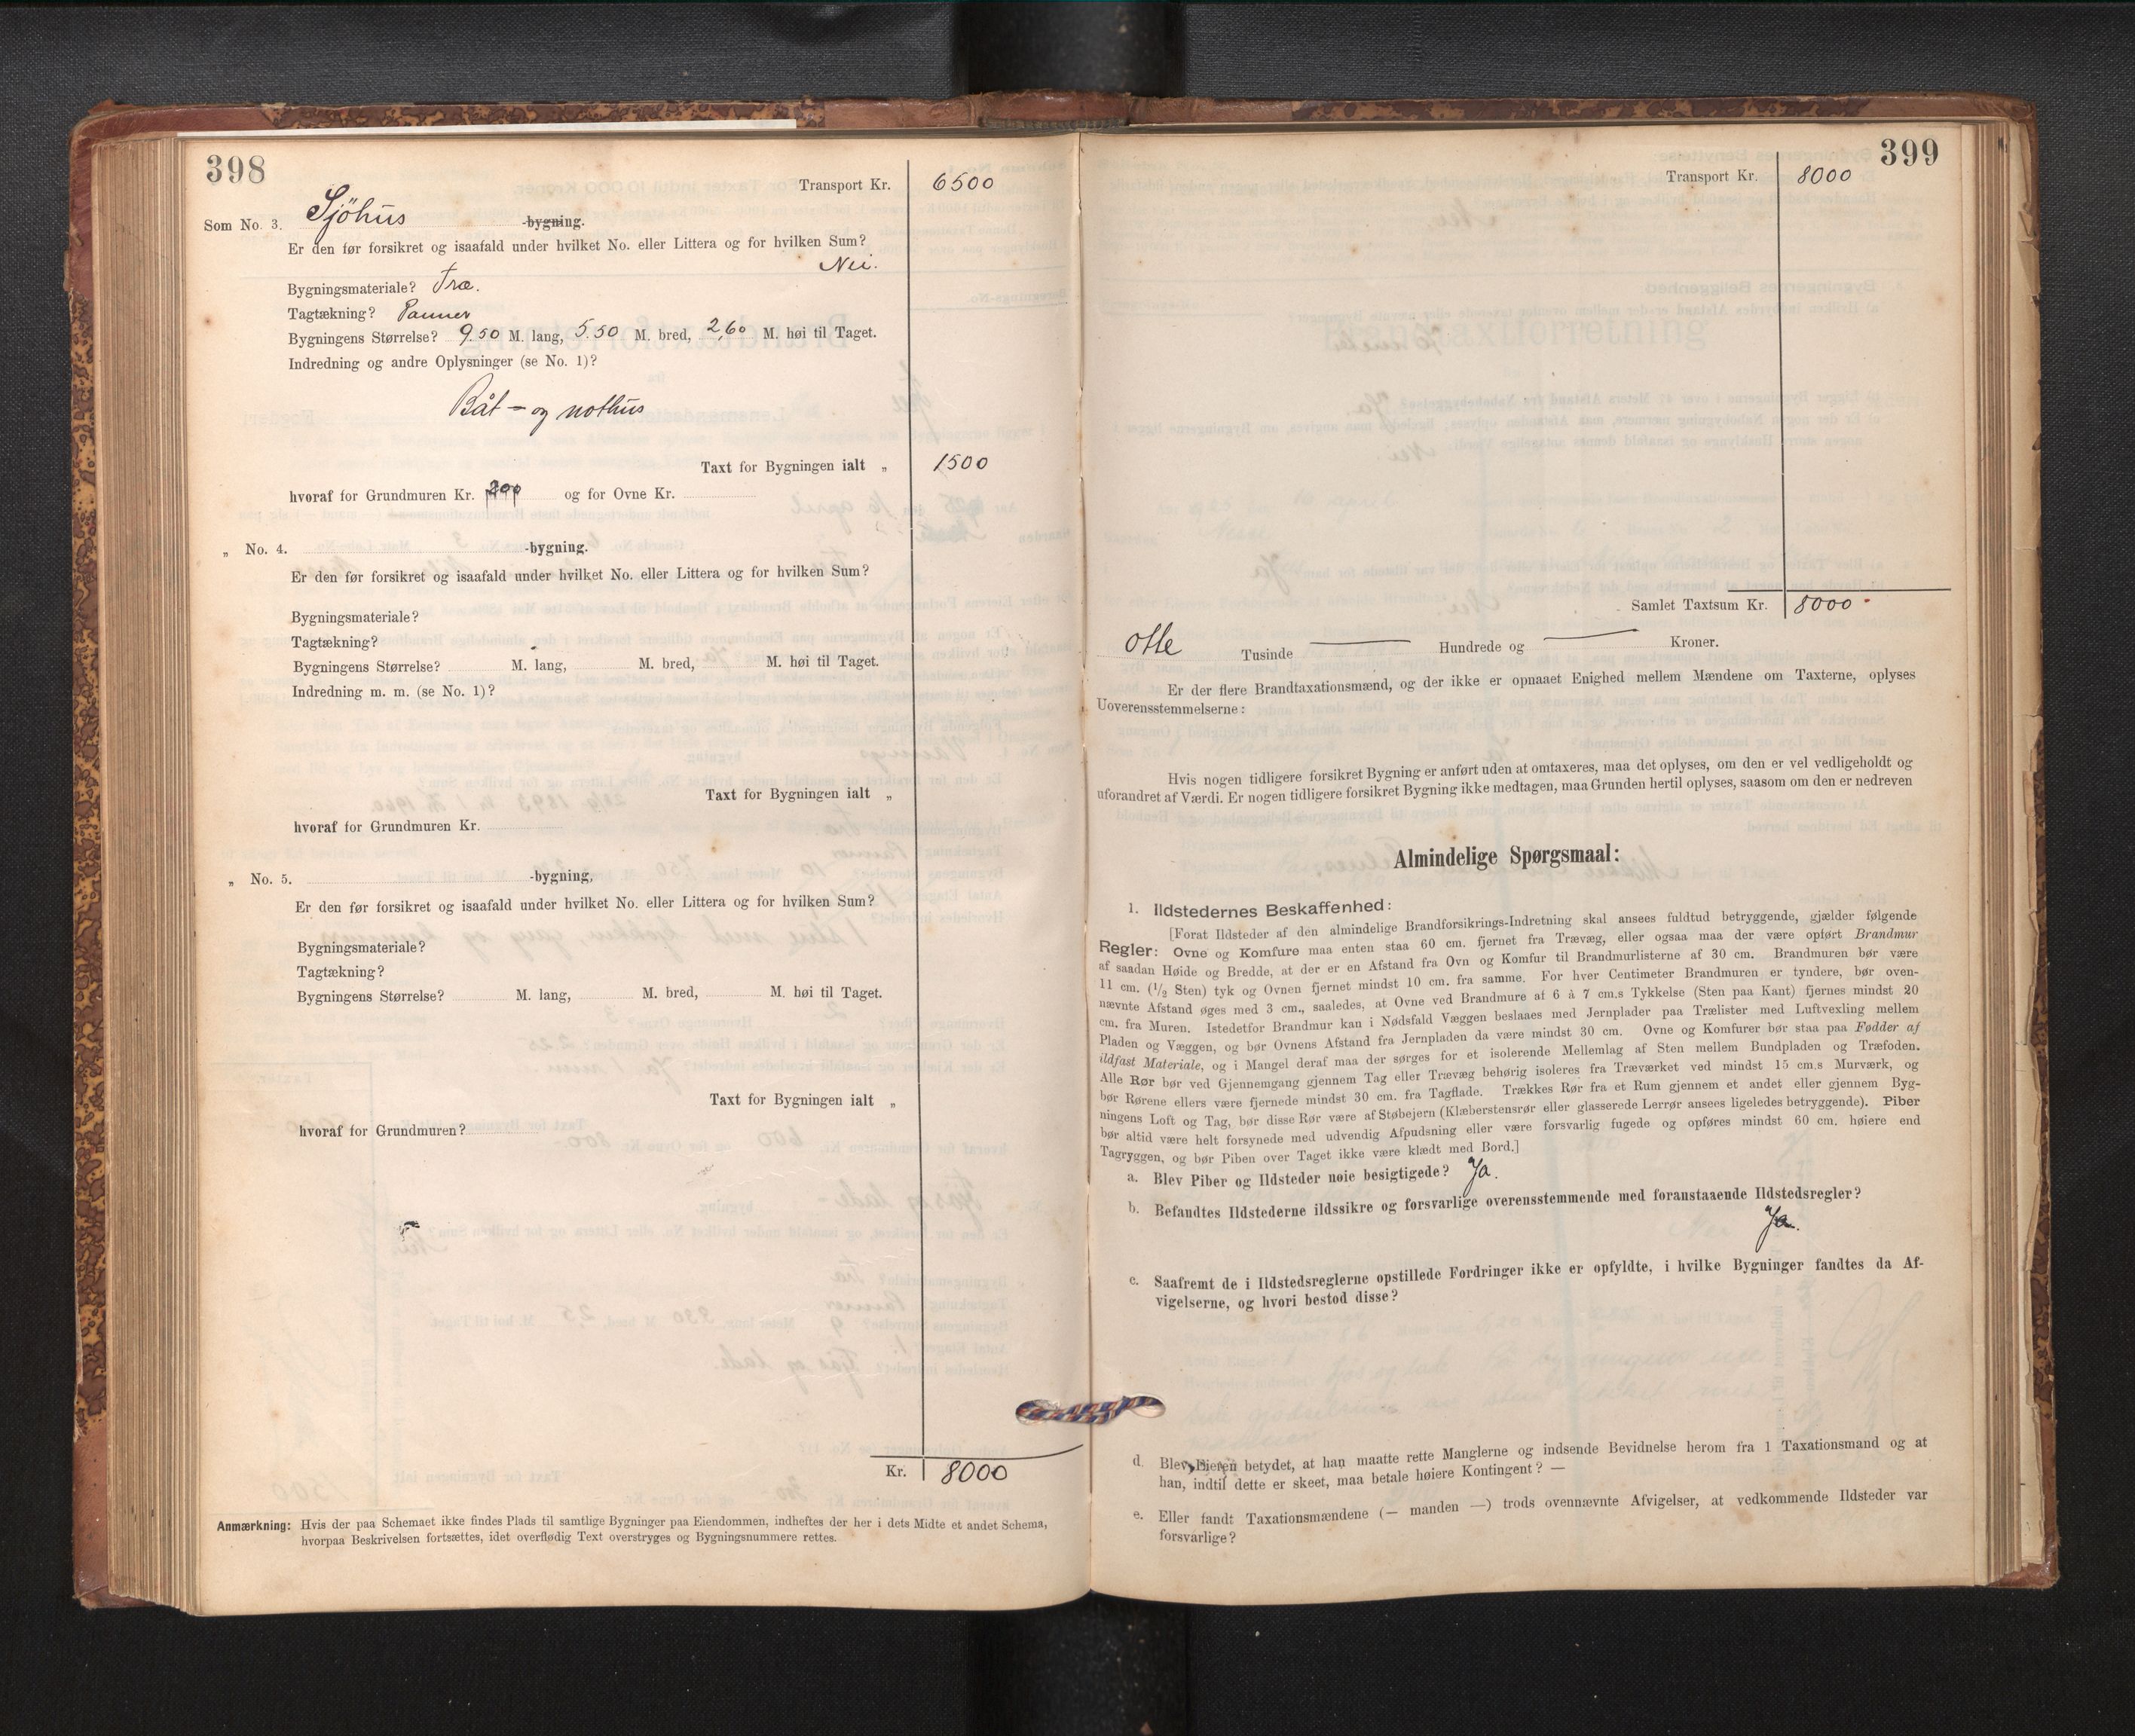 398
Transport Kr. 6500
Som No. 3. Sjöhus -bygning.
Er den før forsikret og isaafald under hvilket No. eller Littera og for hvilken Sum?
Nei.
Bygningsmateriale? Træ.
Tagtækning? Panner
Bygningens Størrelse? 9.50 M. lang, 5.50 M. bred, 2,60 M. høi til Taget.
Indredning og andre Oplysninger (se No. 1)?
Båt - og nothus
Taxt for Bygningen ialt „ 1500
hvoraf for Grundmuren Kr. 200 og for Ovne Kr.
„ No. 4. -bygning.
Er den før forsikret og isaafald under hvilket No. eller Littera og for hvilken Sum?
Bygningsmateriale?
Tagtækning?
Bygningens Størrelse? M. lang, M. bred, M. høi til Taget.
Indredning m. m. (se No. 1)?
Taxt for Bygningen ialt „
hvoraf for Grundmuren Kr.
„ No. 5. -bygning,
Er den før forsikret og isaafald under hvilket No. eller Littera og for hvilken Sum?
Bygningsmateriale?
Tagtækning?
Bygningens Størrelse? M. lang, M. bred, M. høi til Taget.
Taxt for Bygningen ialt „
hvoraf for Grundmuren?
Kr. 8000
Anmærkning: Hvis der paa Schemaet ikke findes Plads til samtlige Bygninger paa Eiendommen, indheftes der her i dets Midte et andet Schema,
hvorpaa Beskrivelsen fortsættes, idet overflødig Text overstryges og Bygningsnummere rettes.
399
Transport Kr. 8000
Samlet Taxtsum Kr. 8000
Otte Tusinde — Hundrede og — Kroner.
Er der flere Brandtaxationsmænd, og der ikke er opnaaet Enighed mellem Mændene om Taxterne, oplyses
Uoverensstemmelserne:
Hvis nogen tidligere forsikret Bygning er anført uden at omtaxeres, maa det oplyses, om den er vel vedligeholdt og
uforandret af Værdi. Er nogen tidligere forsikret Bygning ikke medtagen, maa Grunden hertil oplyses, saasom om den er nedreven
Almindelige Spørgsmaal:
1. Ildstedernes Beskaffenhed:
[Forat Ildsteder af den almindelige Brandforsikrings-Indretning skal ansees fuldtud betryggende, gjælder følgende
Regler: Ovne og Komfure maa enten staa 60 cm. fjernet fra Trævæg, eller ogsaa maa der være opført Brandmur
af saadan Høide og Bredde, at der er en Afstand fra Ovn og Komfur til Brandmurlisterne af 30 cm. Brandmuren bør være
11 cm. (1/2 Sten) tyk og Ovnen fjernet mindst 10 cm. fra samme. For hver Centimeter Brandmuren er tyndere, bør oven-
nævnte Afstand øges med 3 cm., saaledes, at Ovne ved Brandmure af 6 à 7 cm.s Tykkelse (Sten paa Kant) fjernes mindst 20
cm. fra Muren. Istedetfor Brandmur kan i Nødsfald Væggen beslaaes med Jernplader paa Trælister med Luftvexling mellem
Pladen og Væggen, og bør Ovnens Afstand fra Jernpladen da være mindst 30 cm. Ovne og Komfurer bør staa paa Fødder af
ildfast Materiale, og i Mangel deraf maa der sørges for et isolerende Mellemlag af Sten mellem Bundpladen og Træfoden.
Alle Rør bør ved Gjennemgang gjennem Tag eller Trævæg behørig isoleres fra Træværket ved mindst 15 cm.s Murværk, og
bør Rørene ellers være fjernede mindst 30 cm. fra Tagflade. Trækkes Rør fra et Rum gjennem et andet eller gjennem Byg-
ningens Loft og Tag, bør disse Rør være af Støbejern (Klæberstensrør eller glasserede Lerrør ansees ligeledes betryggende). Piber
bør altid være helt forsynede med udvendig Afpudsning eller være forsvarlig fugede og opføres mindst 60 cm. høiere end
Tagryggen, og bør Piben over Taget ikke være klædt med Bord.]
a. Blev Piber og Ildsteder nøie besigtigede? Ja.
b. Befandtes Ildstederne ildssikre og forsvarlige overensstemmende med foranstaaende Ildstedsregler?
Ja.
c. Saafremt de i Ildstedsreglerne opstillede Fordringer ikke er opfyldte, i hvilke Bygninger fandtes da Af-
vigelserne, og hvori bestod disse?
d. Blev Eieren betydet, at han maatte rette Manglerne og indsende Bevidnelse herom fra 1 Taxationsmand og at
han, indtil dette er skeet, maa betale høiere Kontingent? —
e. Eller fandt Taxationsmændene (— manden —) trods ovennævnte Afvigelser, at vedkommende Ildsteder var
forsvarlige?